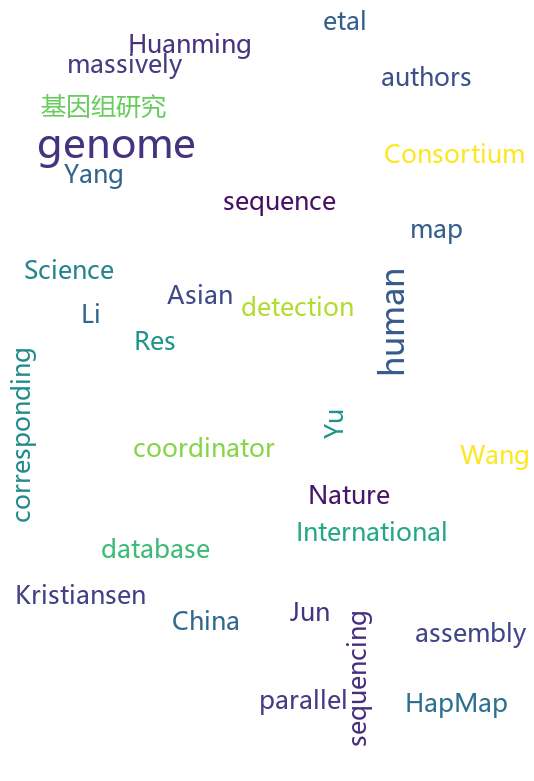 etal
Huanming
massively
authors
基因组研究
genome
Consortium
Yang
sequence
map
Science
Asian
detection
human
Li
Res
corresponding
Yu
coordinator
Wang
Nature
International
database
Kristiansen
Jun
China
sequencing
assembly
parallel
HapMap